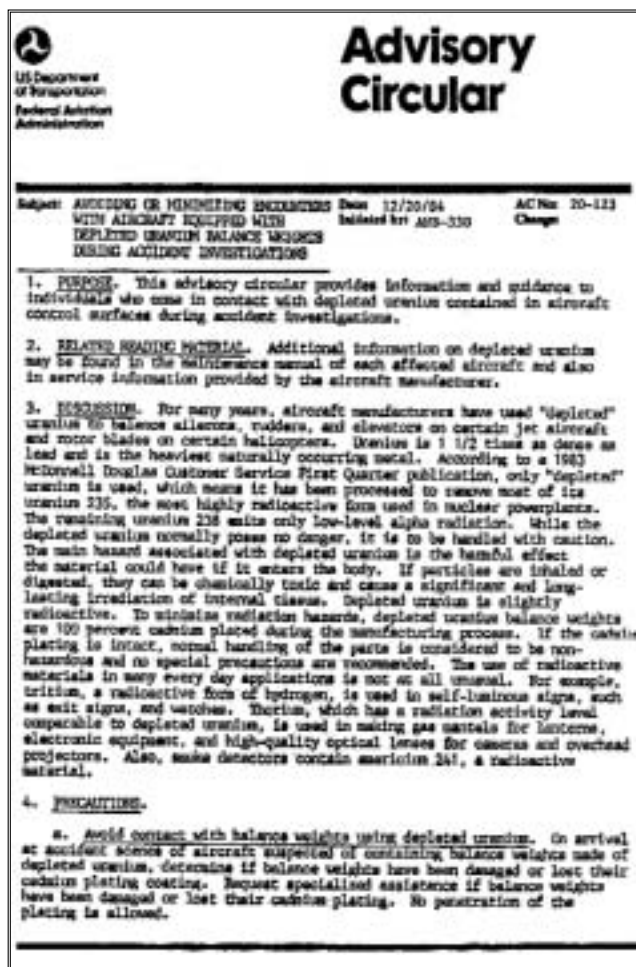 US Department
of Transportation
Federal Aviation
Administration
Advisory
Circular
Subject: AVOIDING OR MINIMIZING ENCOUNTERS
WITH AIRCRAFT EQUIPPED WITH
DEPLETED URANIUM BALANCE WEIGHTS
DURING ACCIDENT INVESTIGATIONS
Date: 12/20/84
Initiated by: AWS-330
AC No: 20-123
Change:
1. PURPOSE. This advisory circular provides information and guidance to
individuals who come in contact with depleted uranium contained in aircraft
control surfaces during accident investigations.
2. RELATED READING MATERIAL. Additional information on depleted uranium
may be found in the maintenance manual of each affected aircraft and also
in service information provided by the aircraft manufacturer.
3. DISCUSSION. For many years, aircraft manufacturers have used "depleted"
uranium to balance ailerons, rudders, and elevators on certain jet aircraft
and rotor blades on certain helicopters. Uranium is 1 1/2 times as dense as
lead and is the heaviest naturally occurring metal. According to a 1983
McDonnell Douglas Customer Service First Quarter publication, only "depleted"
uranium is used, which means it has been processed to remove most of its
uranium 235, the most highly radioactive form used in nuclear powerplants.
The remaining uranium 238 emits only low-level alpha radiation. While the
depleted uranium normally poses no danger, it is to be handled with caution.
The main hazard associated with depleted uranium is the harmful effect
the material could have if it enters the body. If particles are inhaled or
digested, they can be chemically toxic and cause a significant and long-
lasting irradiation of internal tissue. Depleted uranium is slightly
radioactive. To minimize radiation hazards, depleted uranium balance weights
are 100 percent cadmium plated during the manufacturing process. If the cadmium
plating is intact, normal handling of the parts is considered to be non-
hazardous and no special precautions are recommended. The use of radioactive
materials in many every day applications is not at all unusual. For example,
tritium, a radioactive form of hydrogen, is used in self-luminous signs, such
as exit signs, and watches. Thorium, which has a radiation activity level
comparable to depleted uranium, is used in making gas mantels for lanterns,
electronic equipment, and high-quality optical lenses for cameras and overhead
projectors. Also, smoke detectors contain americium 241, a radioactive
material.
4. PRECAUTIONS.
a. Avoid contact with balance weights using depleted uranium. On arrival
at accident scenes of aircraft suspected of containing balance weights made of
depleted uranium, determine if balance weights have been damaged or lost their
cadmium plating coating. Request specialized assistance if balance weights
have been damaged or lost their cadmium plating. No penetration of the
plating is allowed.